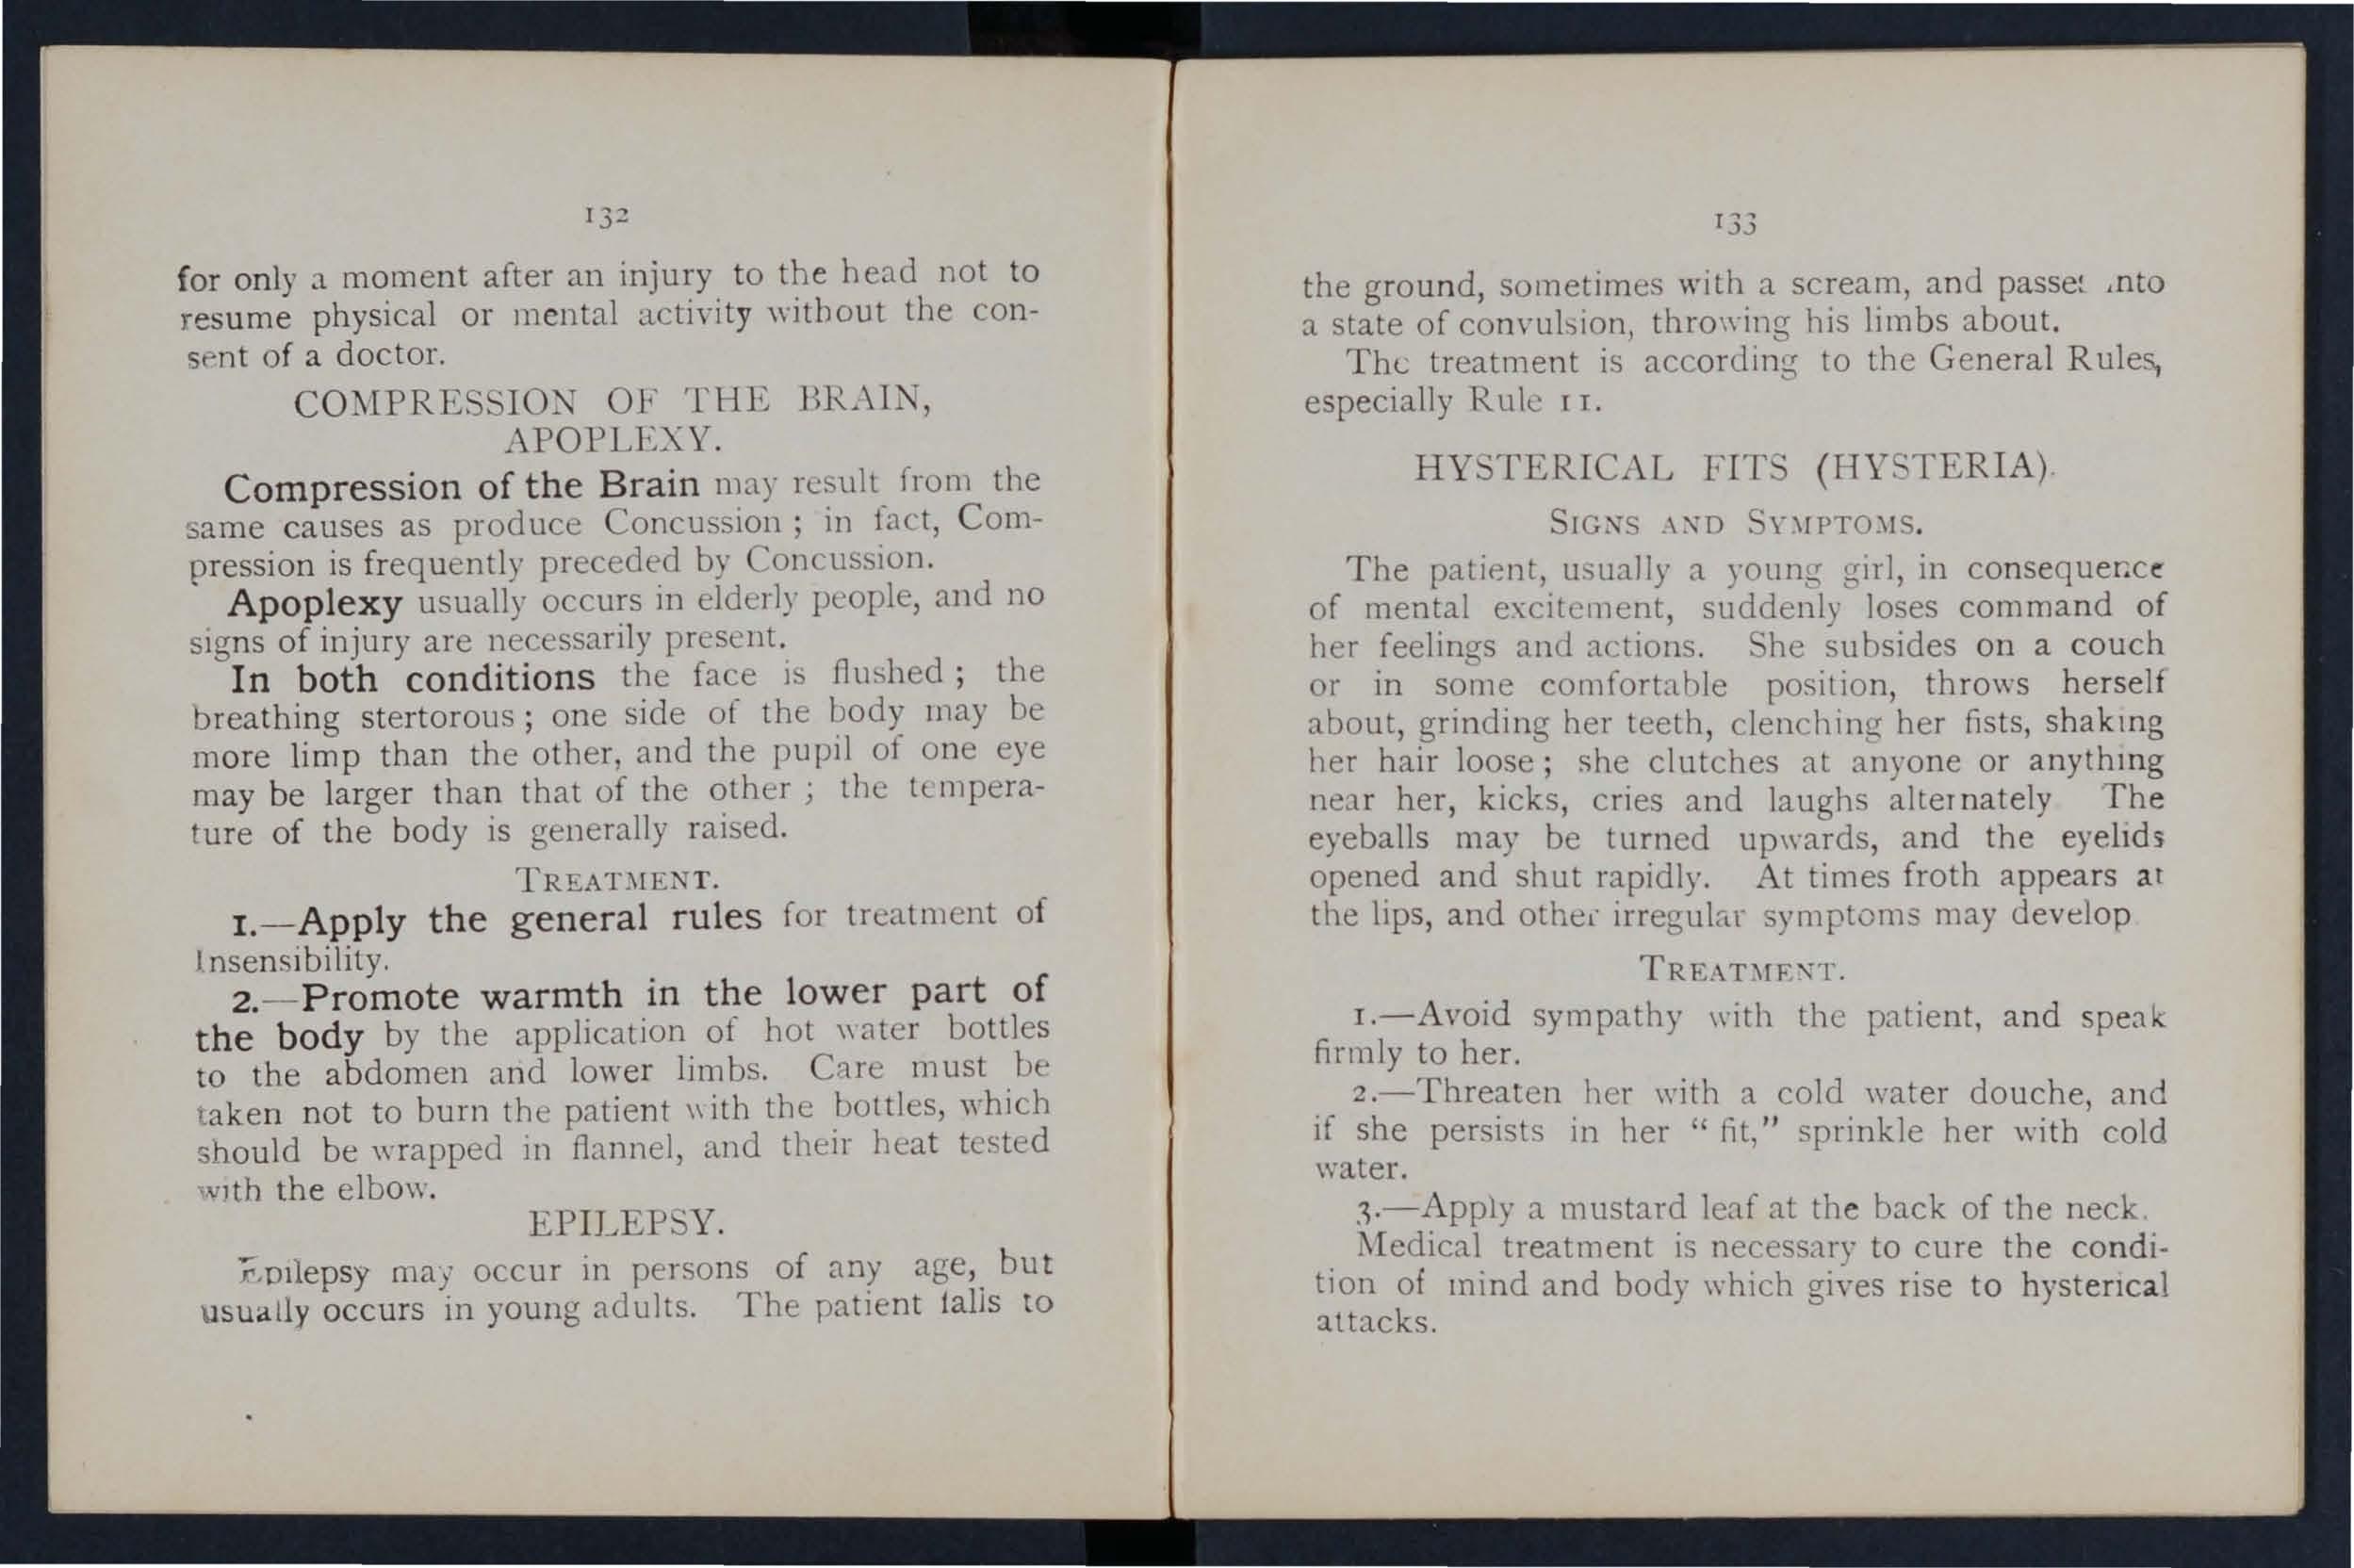 132
for only a moment after an injury to the head not to
resume physical or mental activity without the con-
sent of a doctor.
COMPRESSION OF THE BRAIN,
APOPLEXY.
Compression of the Brain may result from the
same causes as produce Concussion ; in fact, Com-
pression is frequently preceded by Concussion.
Apoplexy usually occurs in elderly people, and no
signs of injury are necessarily present.
In both conditions the face is flushed ; the
breathing stertorous ; one side of the body may be
more limp than the other, and the pupil of one eye
may be larger than that of the other ; the tempera-
ture of the body is generally raised.
TREATMENT.
1.—Apply the general rules for treatment of
Insensibility.
2.—Promote warmth in the lower part of
the body by the application of hot water bottles
to the abdomen and lower limbs. Care must be
taken not to burn the patient with the bottles, which
should be wrapped in flannel, and their heat tested
with the elbow.
EPILEPSY.
Epilepsy may occur in persons of any age, but
usually occurs in young adults. The patient falls to
133
the ground, sometimes with a scream, and passes into
a state of convulsion, throwing his limbs about.
The treatment is according to the General Rules,
especially Rule 11.
HYSTERICAL FITS (HYSTERIA).
SIGNS AND SYMPTOMS.
The patient, usually a young girl, in consequence
of mental excitement, suddenly loses command of
her feelings and actions. She subsides on a couch
or in some comfortable position, throws herself
about, grinding her teeth, clenching her fists, shaking
her hair loose ; she clutches at anyone or anything
near her, kicks, cries and laughs alternately The
eyeballs may be turned upwards, and the eyelids
opened and shut rapidly. At times froth appears at
the lips, and other irregular symptoms may develop.
TREATMENT.
1.—Avoid sympathy with the patient, and speak
firmly to her.
2.—Threaten her with a cold water douche, and
if she persists in her “ fit,” sprinkle her with cold
water.
3.—Apply a mustard leaf at the back of the neck.
Medical treatment is necessary to cure the condi-
tion of mind and body which gives rise to hysterical
attacks.